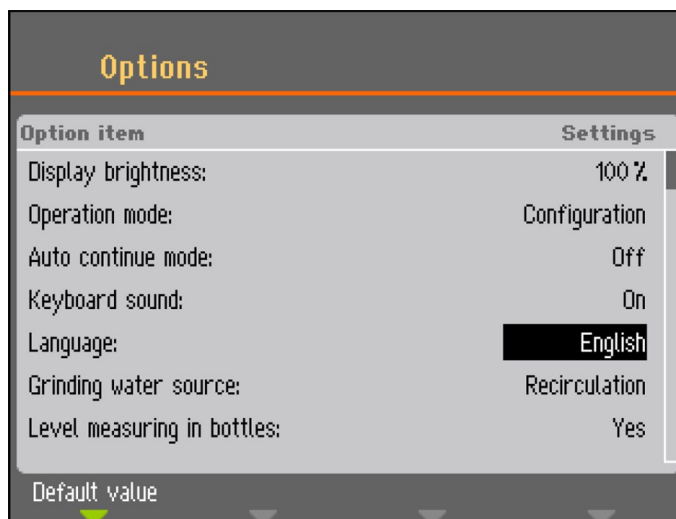 Options
Option item Settings
Display brightness: 100 %
Operation mode: Configuration
Auto continue mode: Off
Keyboard sound: On
Language: English
Grinding water source: Recirculation
Level measuring in bottles: Yes
Default value